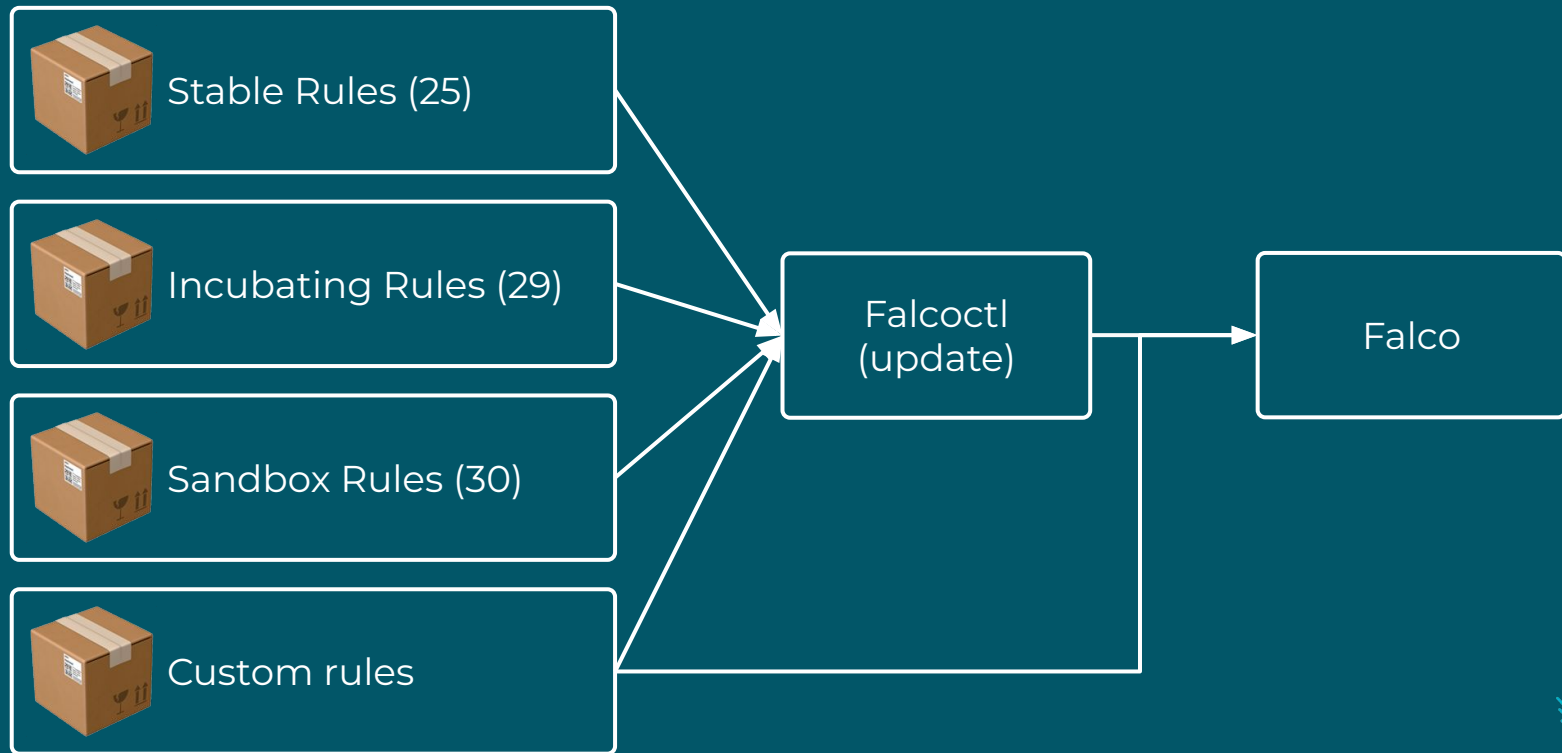 Stable Rules (25)
Incubating Rules (29)
Sandbox Rules (30)
Custom rules
Falcoctl
(update)
Falco